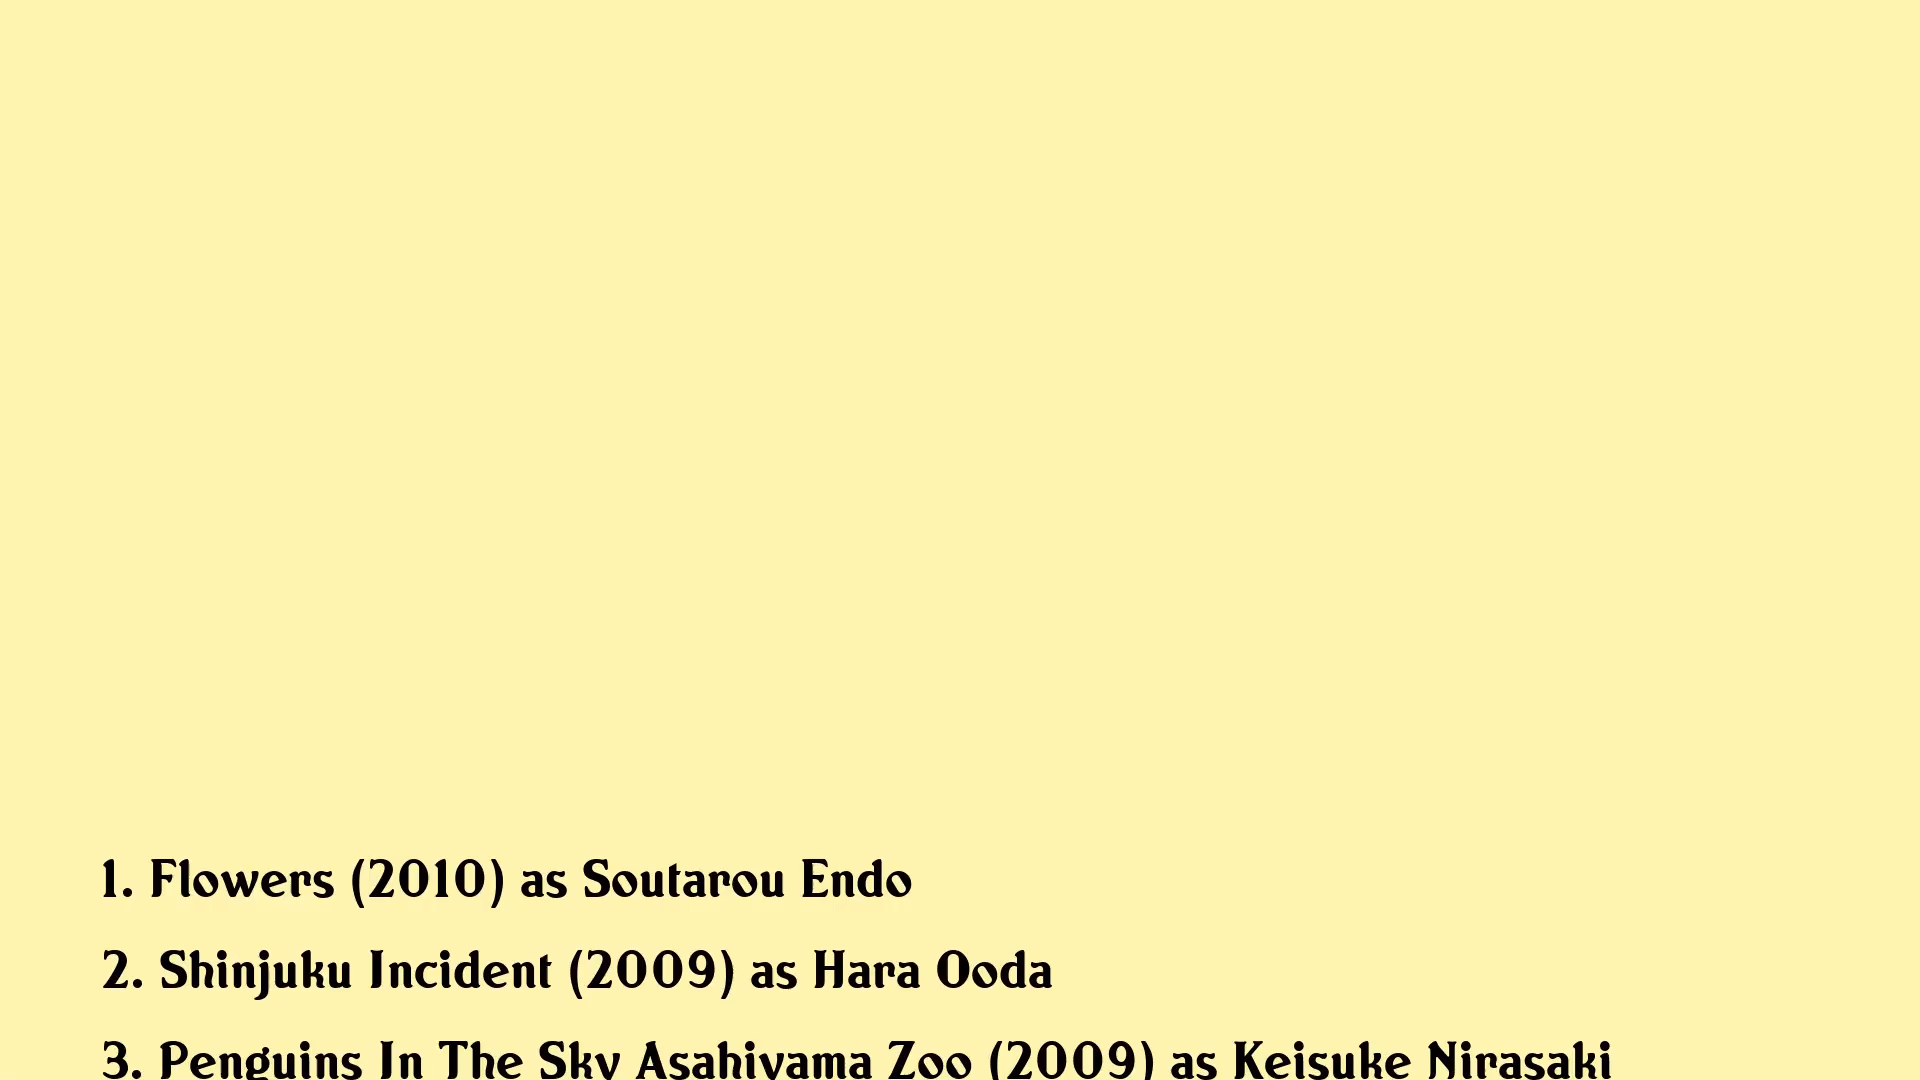 1. Flowers (2010) as Soutarou Endo
2. Shinjuku Incident (2009) as Hara Ooda
3. Penguins In The Sky Asahiyama Zoo (2009) as Keisuke Nirasaki